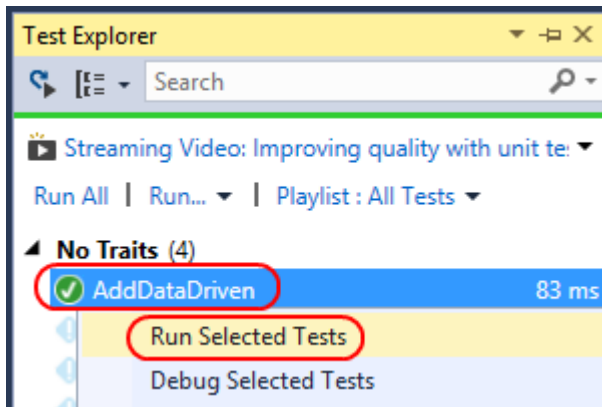 Test Explorer
Search
Streaming Video: Improving quality with unit te:
Run All | Run... | Playlist : All Tests
No Traits (4)
AddDataDriven 83 ms
Run Selected Tests
Debug Selected Tests